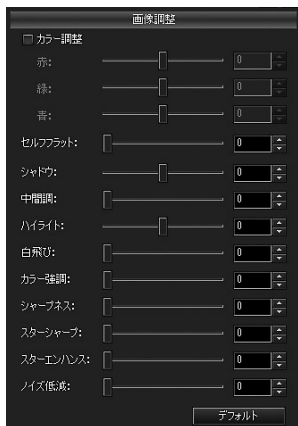 画像調整
カラー調整
赤: 0
緑: 0
青: 0
セルフフラット: 0
シャドウ: 0
中間調: 0
ハイライト: 0
白飛び: 0
カラー強調: 0
シャープネス: 0
スターシャープ: 0
スターエンハンス: 0
ノイズ低減: 0
デフォルト